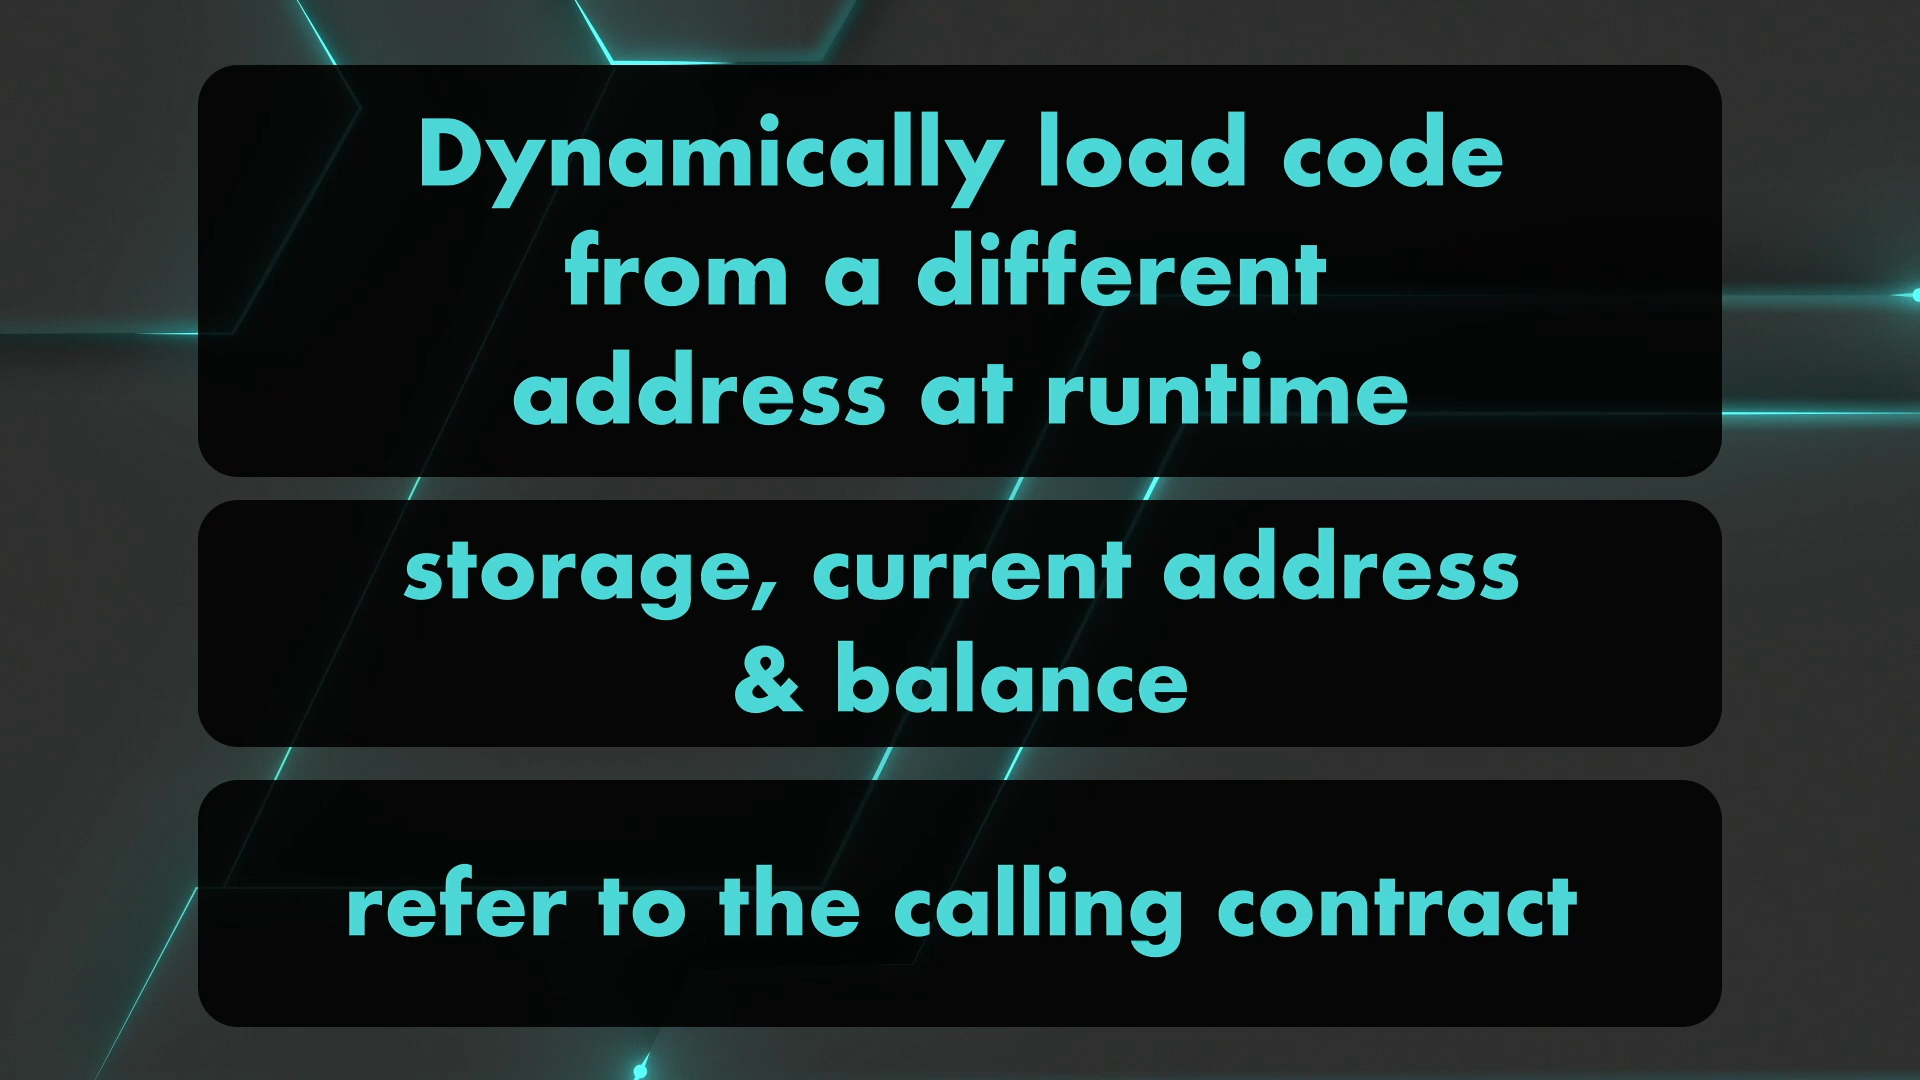 Dynamically load code
from a different
address at runtime
storage, current address
& balance
refer to the calling contract